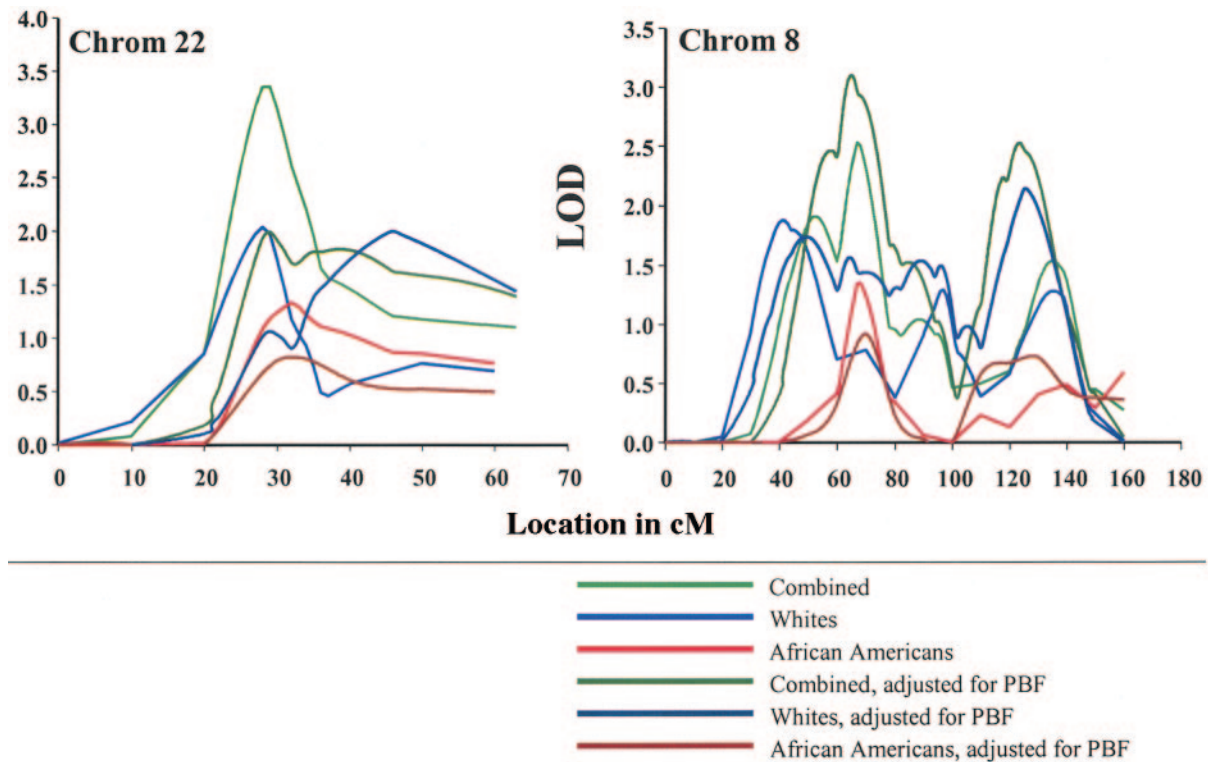 Chrom 22
4.0
3.5
3.0
2.5
2.0
1.5
1.0
0.5
0.0
0 10 20 30 40 50 60 70
LOD
Chrom 8
3.5
3.0
2.5
2.0
1.5
1.0
0.5
0.0
0 20 40 60 80 100 120 140 160 180
Location in cM
Combined
Whites
African Americans
Combined, adjusted for PBF
Whites, adjusted for PBF
African Americans, adjusted for PBF